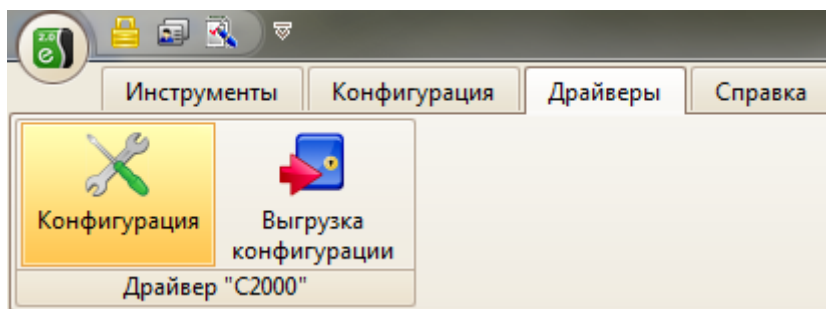 2.0
e S
Инструменты Конфигурация Драйверы Справка
Конфигурация Выгрузка
конфигурации
Драйвер "С2000"